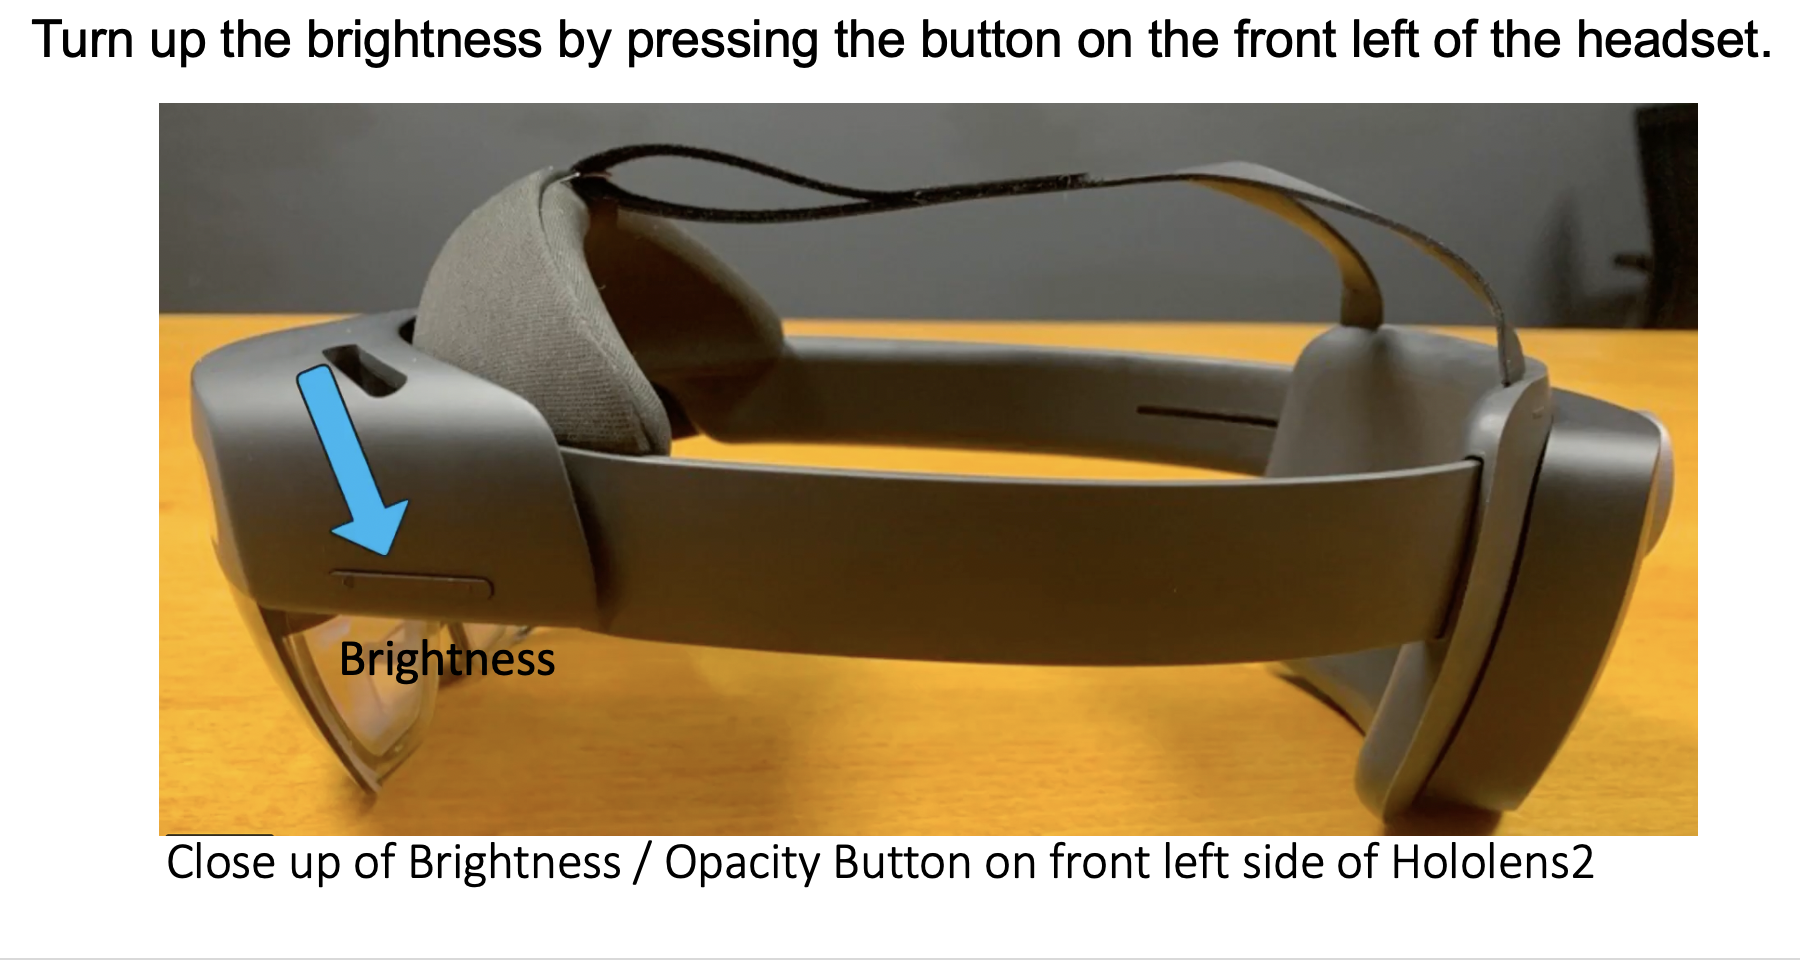 Turn up the brightness by pressing the button on the front left of the headset.
Brightness
Close up of Brightness / Opacity Button on front left side of Hololens2